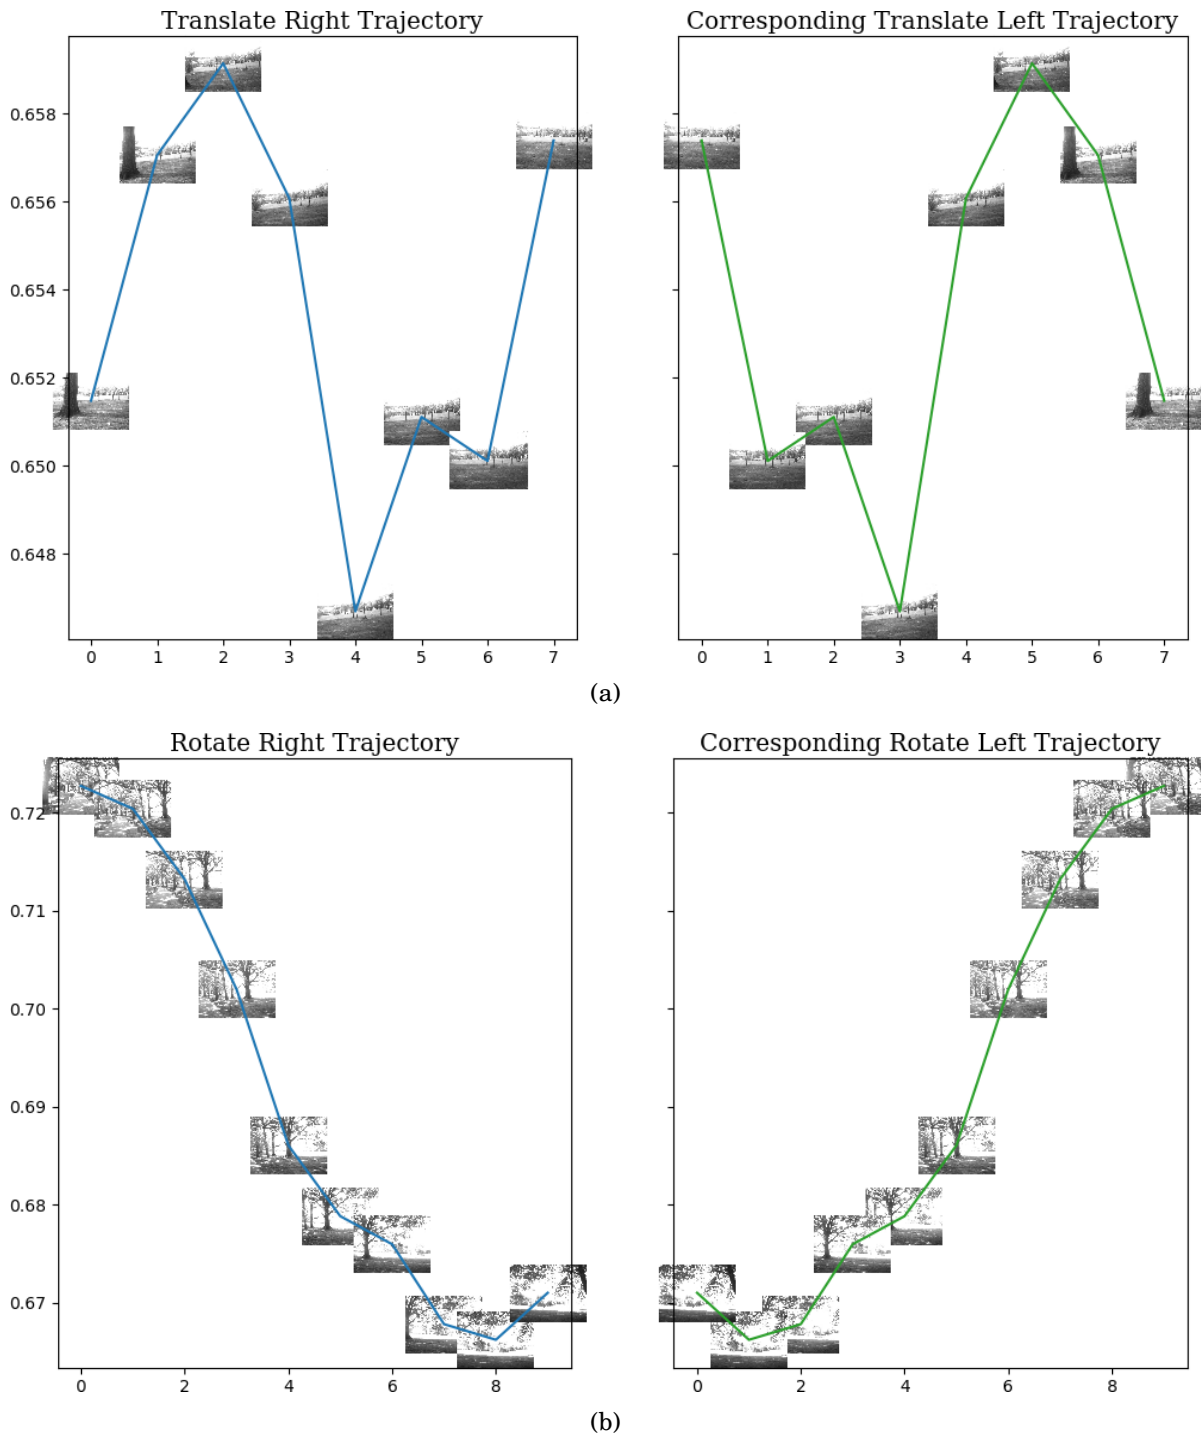 Translate Right Trajectory
Corresponding Translate Left Trajectory
0.658
0.656
0.654
0.652
0.650
0.648
0 1 2 3 4 5 6 7
0 1 2 3 4 5 6 7
(a)
Rotate Right Trajectory
Corresponding Rotate Left Trajectory
0.72
0.71
0.70
0.69
0.68
0.67
0 2 4 6 8
0 2 4 6 8
(b)